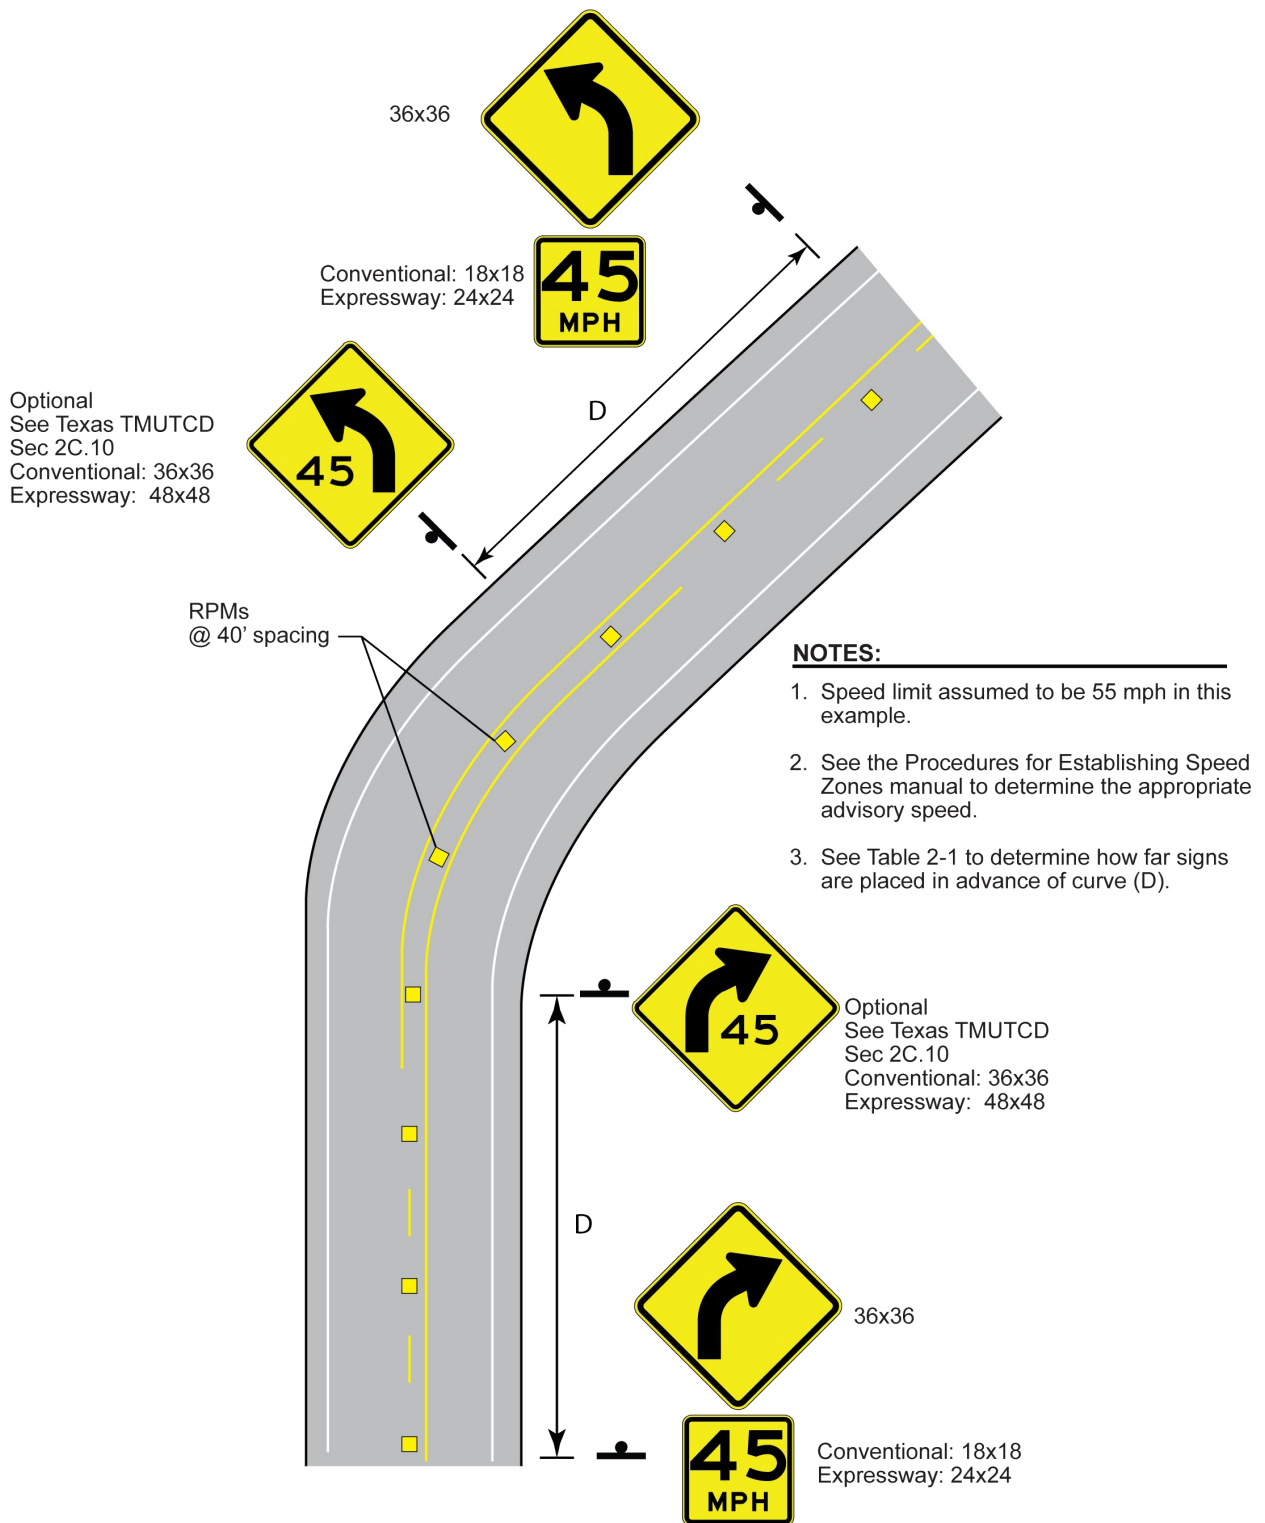 36x36
Conventional: 18x18
Expressway: 24x24
45
MPH
Optional
See Texas TMUTCD
Sec 2C.10
Conventional: 36x36
Expressway:  48x48
45
D
RPMs
@ 40’ spacing
NOTES:
1. Speed limit assumed to be 55 mph in this
example.
2. See the Procedures for Establishing Speed
Zones manual to determine the appropriate
advisory speed.
3. See Table 2-1 to determine how far signs
are placed in advance of curve (D).
45
Optional
See Texas TMUTCD
Sec 2C.10
Conventional: 36x36
Expressway:  48x48
D
36x36
45
MPH
Conventional: 18x18
Expressway: 24x24